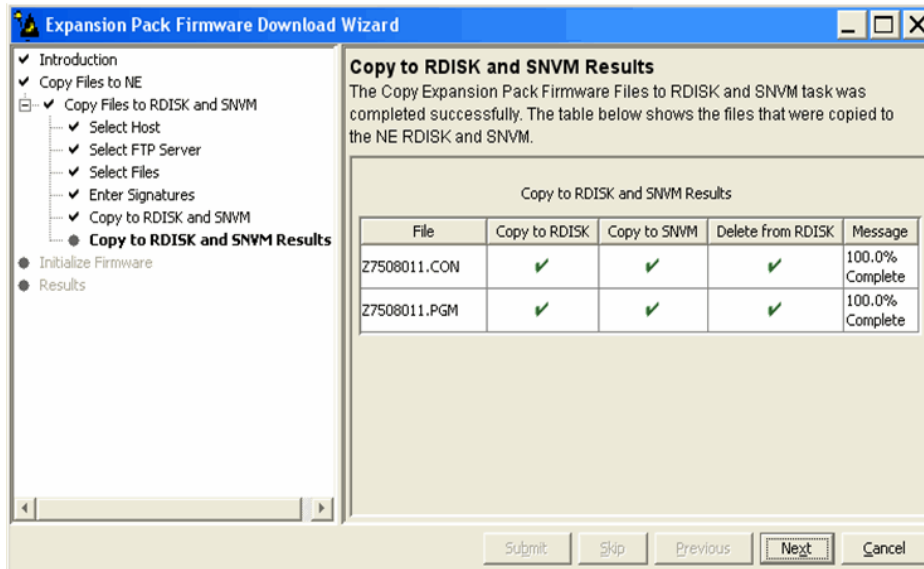 Expansion Pack Firmware Download Wizard
Introduction
Copy Files to NE
Copy Files to RDISK and SNVM
Select Host
Select FTP Server
Select Files
Enter Signatures
Copy to RDISK and SNVM
Copy to RDISK and SNVM Results
Initialize Firmware
Results
Copy to RDISK and SNVM Results
The Copy Expansion Pack Firmware Files to RDISK and SNVM task was
completed successfully. The table below shows the files that were copied to
the NE RDISK and SNVM.
Copy to RDISK and SNVM Results
File Copy to RDISK Copy to SNVM Delete from RDISK Message
Z7508011.CON ✔ ✔ ✔ 100.0%
Complete
Z7508011.PGM ✔ ✔ ✔ 100.0%
Complete
Submit Skip Previous Next Cancel